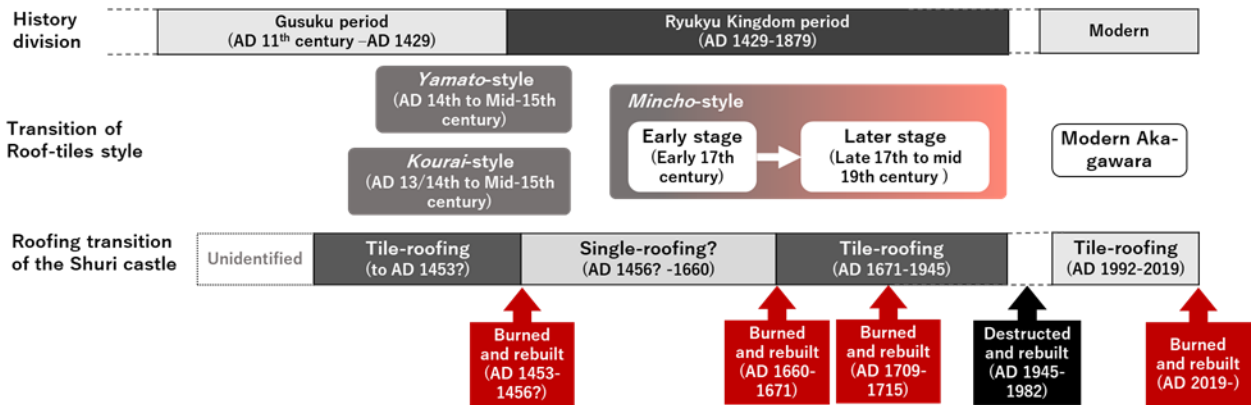 History
division
Gusuku period
(AD 11th century –AD 1429)
Ryukyu Kingdom period
(AD 1429-1879)
Modern
Transition of
Roof-tiles style
Yamato-style
(AD 14th to Mid-15th
century)
Kourai-style
(AD 13/14th to Mid-15th
century)
Mincho-style
Early stage
(Early 17th
century)
Later stage
(Late 17th to mid
19th century )
Modern Aka-
gawara
Roofing transition
of the Shuri castle
Unidentified
Tile-roofing
(to AD 1453?)
Single-roofing?
(AD 1456? -1660)
Tile-roofing
(AD 1671-1945)
Tile-roofing
(AD 1992-2019)
Burned
and rebuilt
(AD 1453-
1456?)
Burned
and rebuilt
(AD 1660-
1671)
Burned
and rebuilt
(AD 1709-
1715)
Destructed
and rebuilt
(AD 1945-
1982)
Burned
and rebuilt
(AD 2019-)